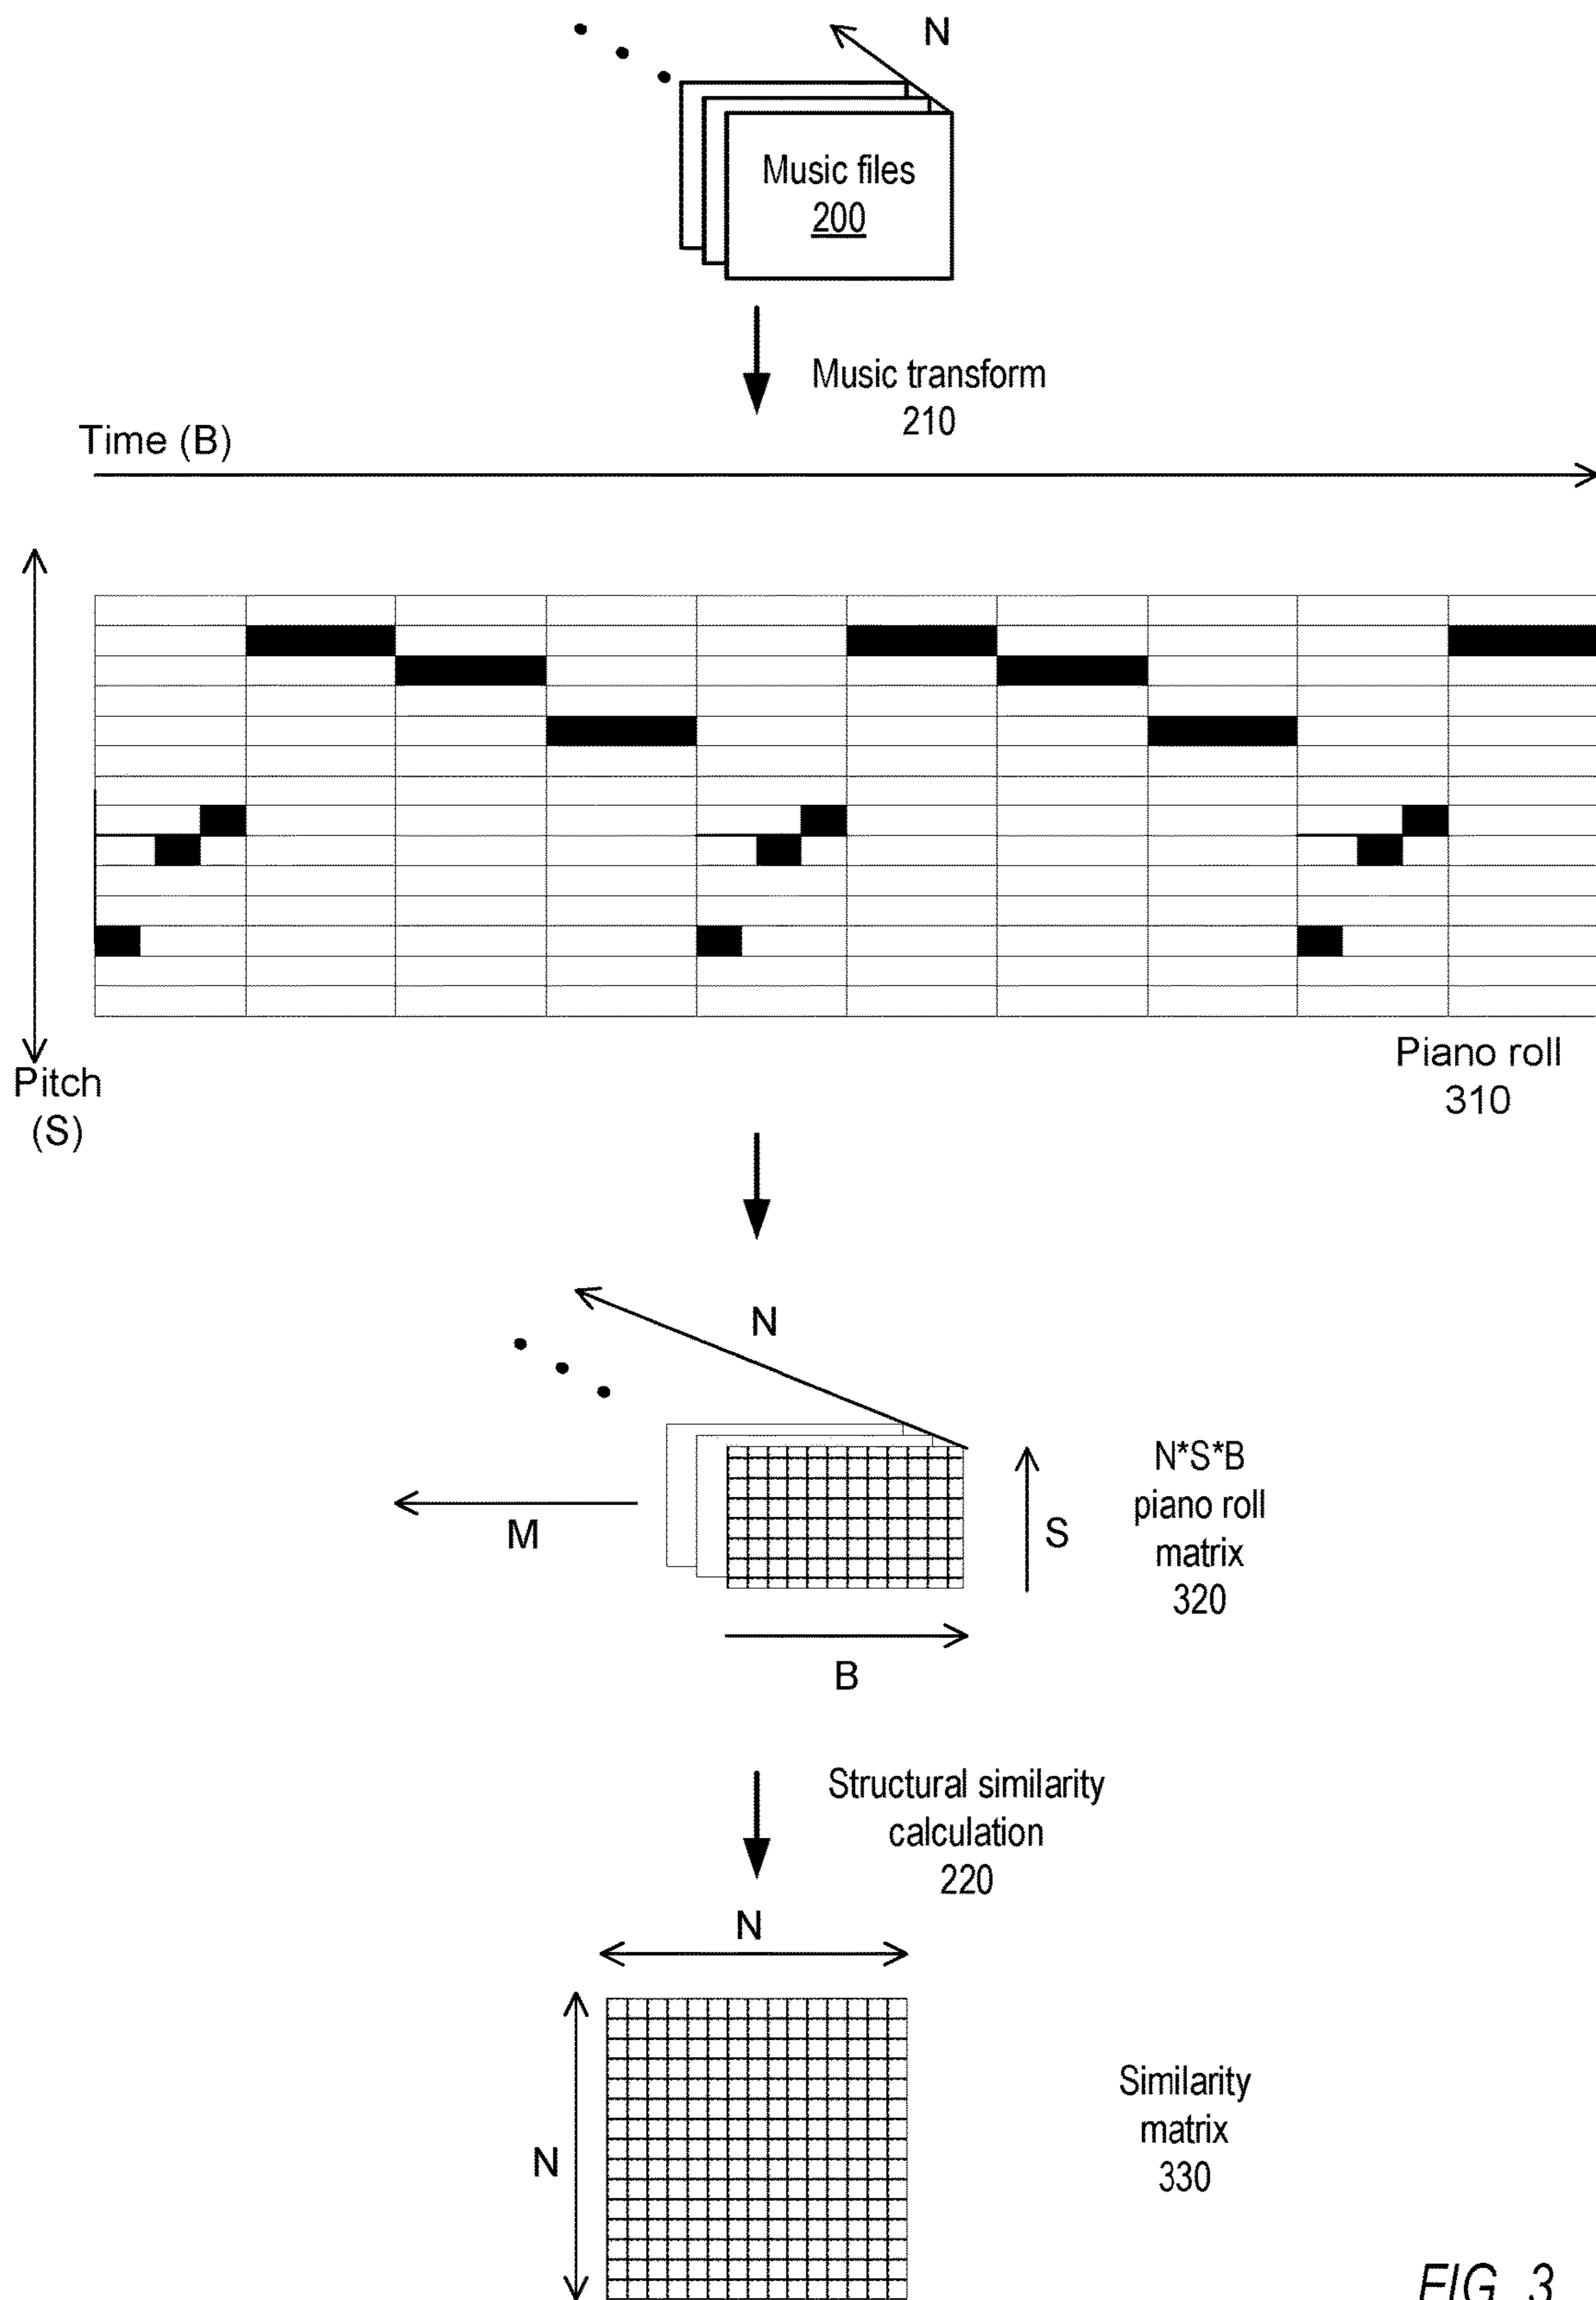 N
Music files
200
Music transform
210
Time (B)
Pitch
(S)
Piano roll
310
N
M
S
B
N*S*B
piano roll
matrix
320
Structural similarity
calculation
220
N
N
Similarity
matrix
330
FIG. 3